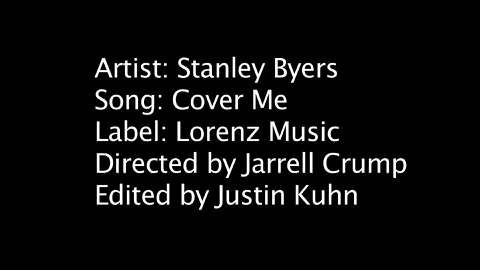 Artist: Stanley Byers
Song: Cover Me
Label: Lorenz Music
Directed by Jarrell Crump
Edited by Justin Kuhn